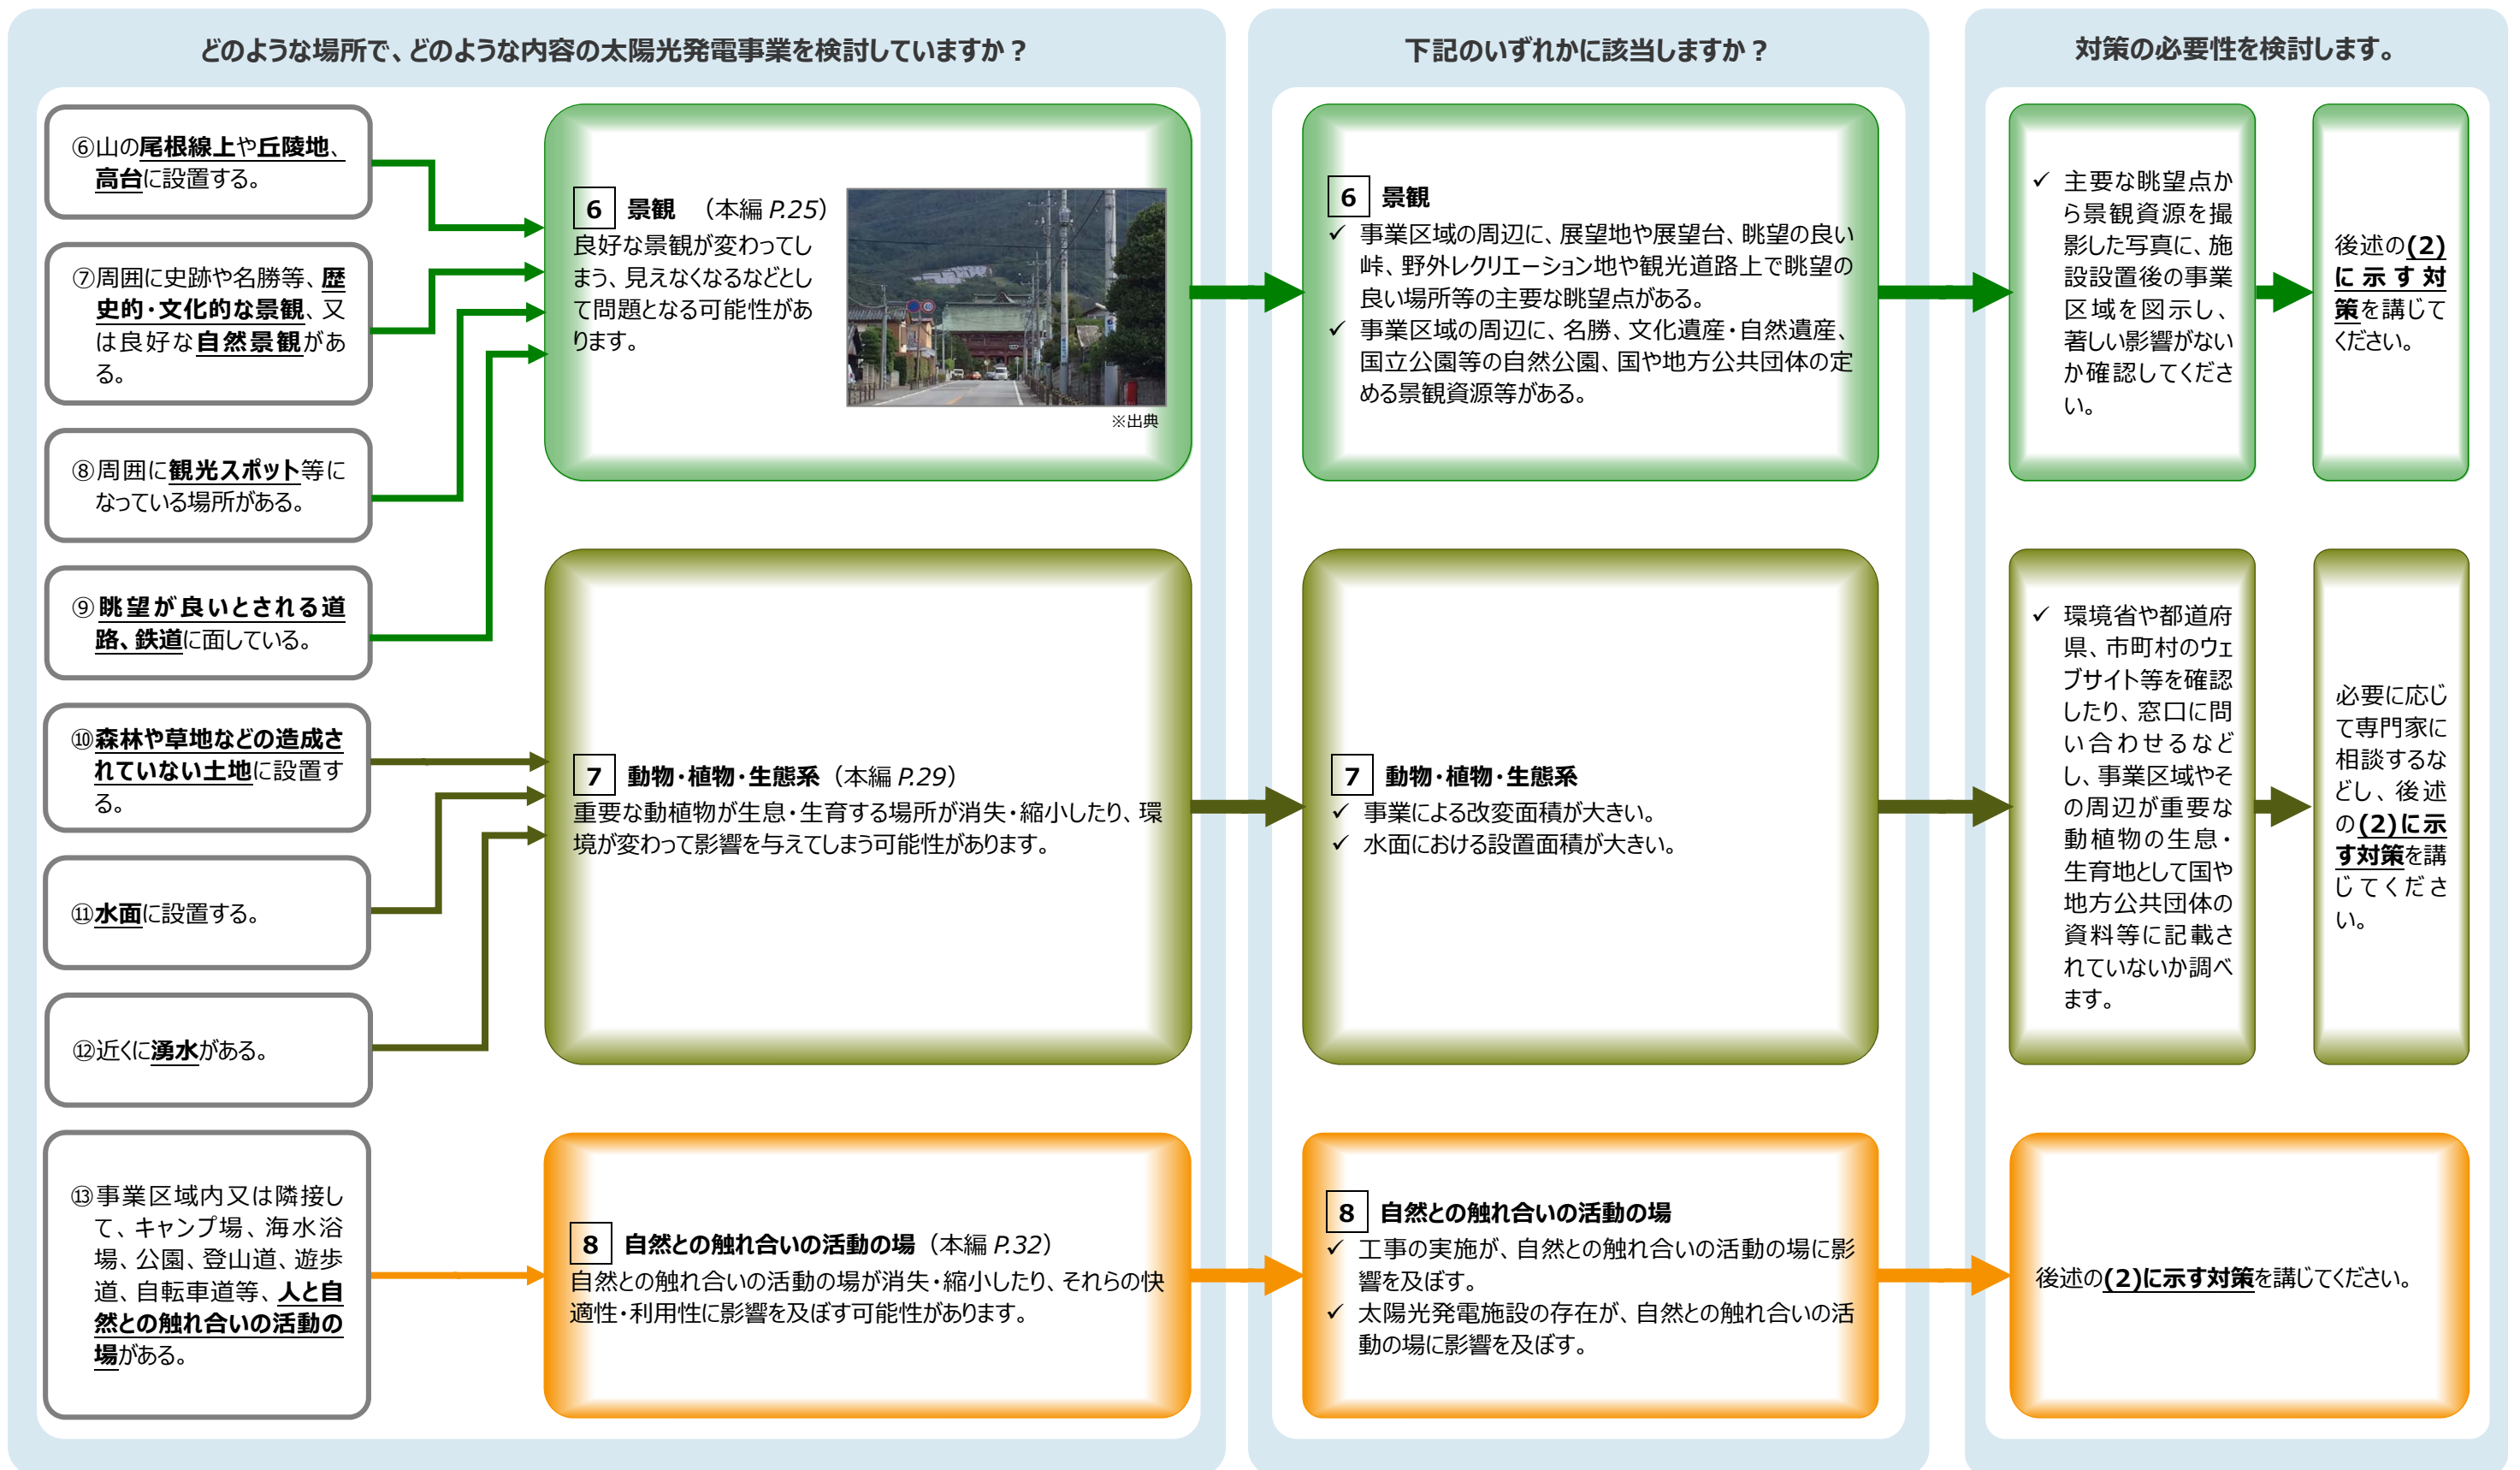 どのような場所で、どのような内容の太陽光発電事業を検討していますか？
⑥山の尾根線上や丘陵地、
高台に設置する。
⑦周囲に史跡や名勝等、歴
史的・文化的な景観、又
は良好な自然景観があ
る。
⑧周囲に観光スポット等に
なっている場所がある。
⑨眺望が良いとされる道
路、鉄道に面している。
⑩森林や草地などの造成さ
れていない土地に設置す
る。
⑪水面に設置する。
⑫近くに湧水がある。
⑬事業区域内又は隣接し
て、キャンプ場、海水浴
場、公園、登山道、遊歩
道、自転車道等、人と自
然との触れ合いの活動の
場がある。
6 景観 （本編 P.25）
良好な景観が変わってし
まう、見えなくなるなどとし
て問題となる可能性があ
ります。
※出典
7 動物・植物・生態系（本編 P.29）
重要な動植物が生息・生育する場所が消失・縮小したり、環
境が変わって影響を与えてしまう可能性があります。
8 自然との触れ合いの活動の場（本編 P.32）
自然との触れ合いの活動の場が消失・縮小したり、それらの快
適性・利用性に影響を及ぼす可能性があります。
下記のいずれかに該当しますか？
6 景観
✓ 事業区域の周辺に、展望地や展望台、眺望の良い
峠、野外レクリエーション地や観光道路上で眺望の
良い場所等の主要な眺望点がある。
✓ 事業区域の周辺に、名勝、文化遺産・自然遺産、
国立公園等の自然公園、国や地方公共団体の定
める景観資源等がある。
7 動物・植物・生態系
✓ 事業による改変面積が大きい。
✓ 水面における設置面積が大きい。
8 自然との触れ合いの活動の場
✓ 工事の実施が、自然との触れ合いの活動の場に影
響を及ぼす。
✓ 太陽光発電施設の存在が、自然との触れ合いの活
動の場に影響を及ぼす。
対策の必要性を検討します。
✓ 主要な眺望点か
ら景観資源を撮
影した写真に、施
設設置後の事業
区域を図示し、
著しい影響がない
か確認してくださ
い。
後述の(2)
に示す対
策を講じて
ください。
✓ 環境省や都道府
県、市町村のウェ
ブサイト等を確認
したり、窓口に問
い合わせるなど
し、事業区域やそ
の周辺が重要な
動植物の生息・
生育地として国や
地方公共団体の
資料等に記載さ
れていないか調べ
ます。
必要に応じ
て専門家に
相談するな
どし、後述
の(2)に示
す対策を講
じてくださ
い。
後述の(2)に示す対策を講じてください。